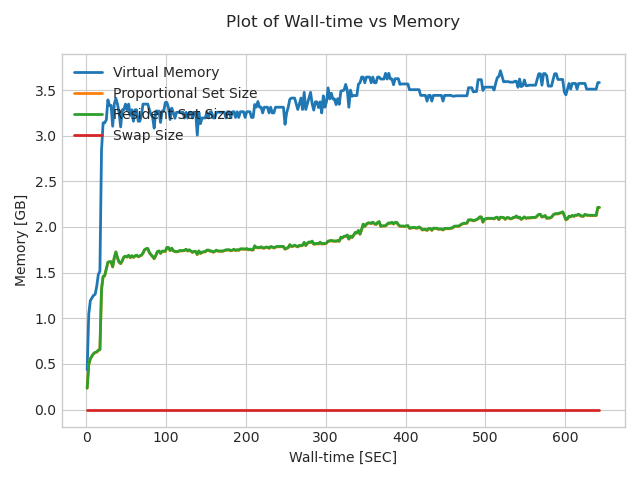 Plot of Wall-time vs Memory
Virtual Memory
Proportional Set Size
Resident Set Size
Swap Size
Memory [GB]
3.5
3.0
2.5
2.0
1.5
1.0
0.5
0.0
0 100 200 300 400 500 600
Wall-time [SEC]